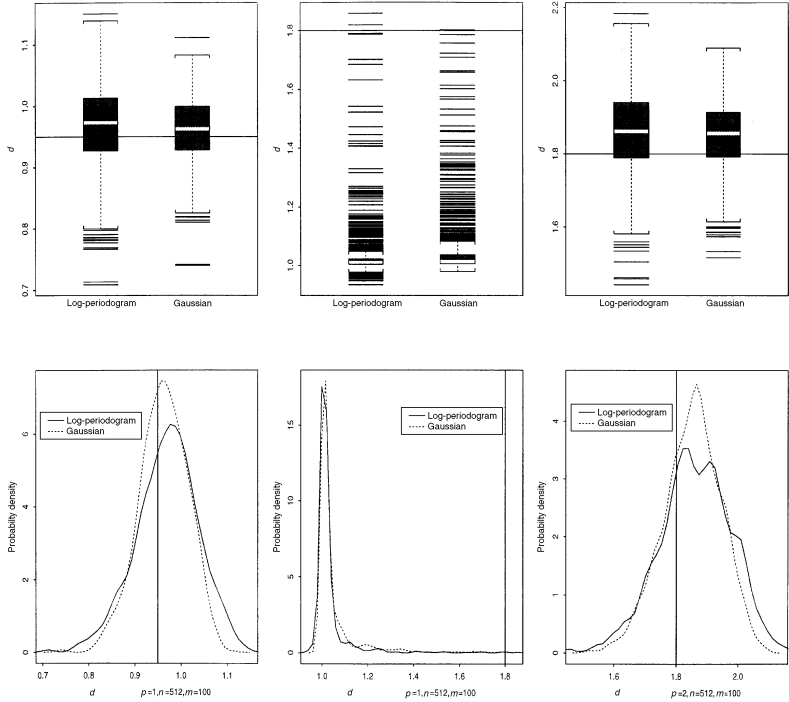 1.1
1.0
0.9
0.8
0.7
d
Log-periodogram Gaussian
1.8
1.6
1.4
1.2
1.0
d
Log-periodogram Gaussian
2.2
2.0
1.8
1.6
d
Log-periodogram Gaussian
Log-periodogram
Gaussian
Probabilty density
6
4
2
0
0.7 0.8 0.9 1.0 1.1
d p=1,n=512,m=100
Log-periodogram
Gaussian
Probabilty density
15
10
5
0
1.0 1.2 1.4 1.6 1.8
d p=1,n=512,m=100
Log-periodogram
Gaussian
Probabilty density
4
3
2
1
0
1.6 1.8 2.0
d p=2,n=512,m=100